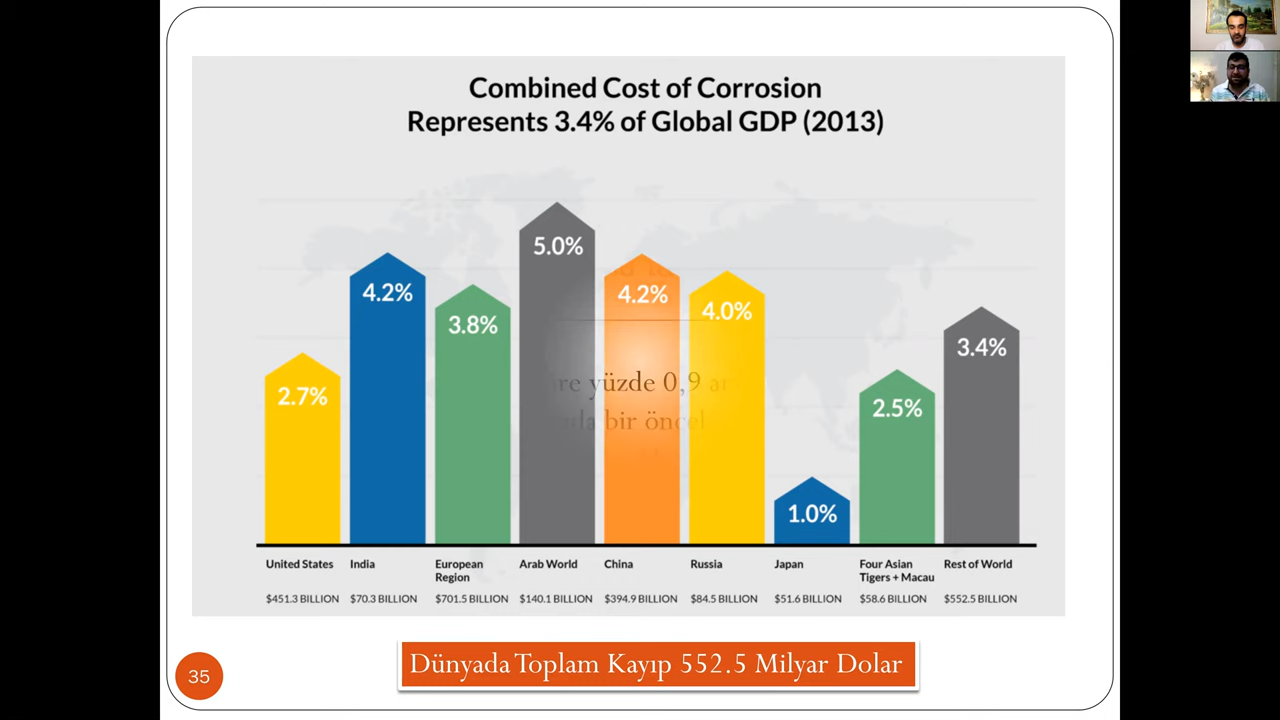 Combined Cost of Corrosion
Represents 3.4% of Global GDP (2013)
2.7%
4.2%
3.8%
5.0%
4.2%
4.0%
1.0%
2.5%
3.4%
yüzde 0,9
bir
United States
India
European
Region
Arab World
China
Russia
Japan
Four Asian
Tigers + Macau
Rest of World
$451.3 BILLION
$70.3 BILLION
$701.5 BILLION
$140.1 BILLION
$394.9 BILLION
$84.5 BILLION
$51.6 BILLION
$58.6 BILLION
$552.5 BILLION
Dünyada Toplam Kayıp 552.5 Milyar Dolar
35